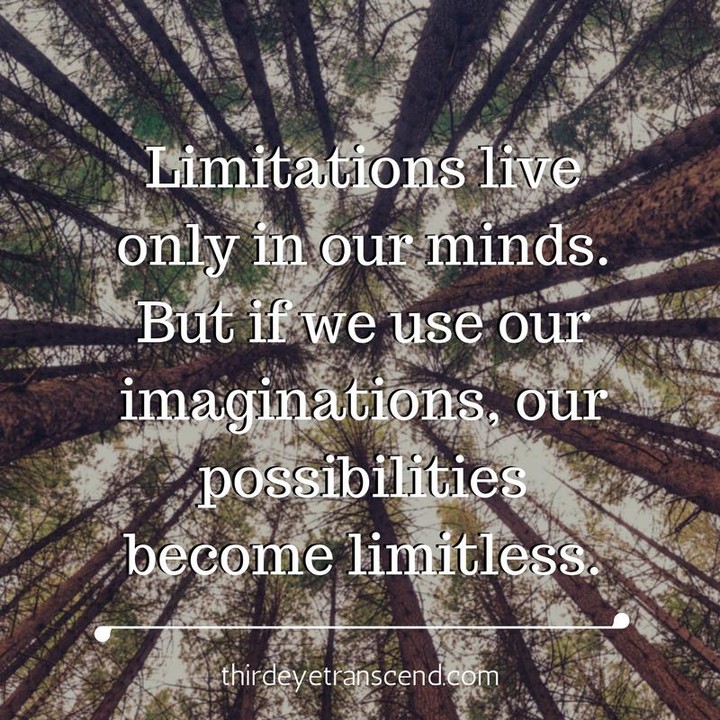 Limitations live
only in our minds.
But if we use our
imaginations, our
possibilities
become limitless.
thirdeyetranscend.com